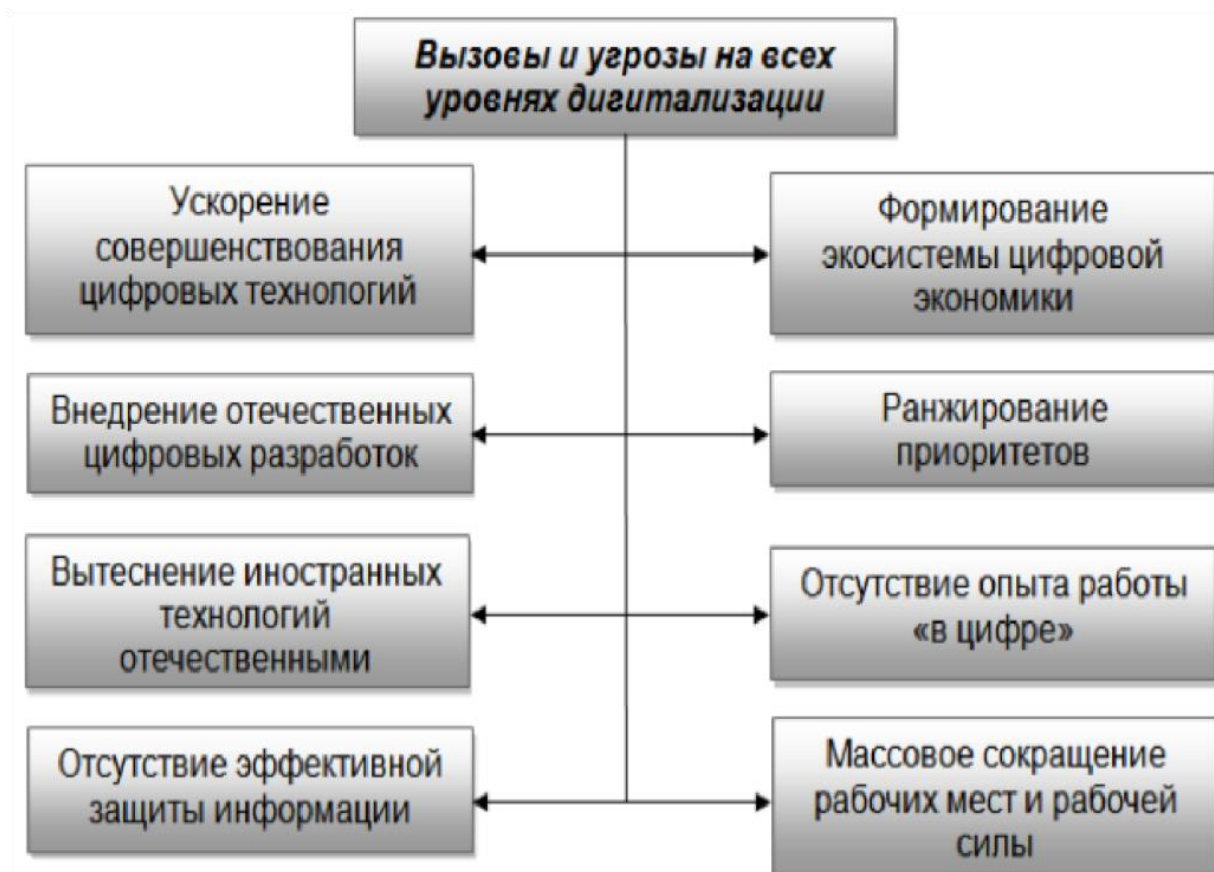 Вызовы и угрозы на всех
уровнях дигитализации
Ускорение
совершенствования
цифровых технологий
Формирование
экосистемы цифровой
экономики
Внедрение отечественных
цифровых разработок
Ранжирование
приоритетов
Вытеснение иностранных
технологий
отечественными
Отсутствие опыта работы
«в цифре»
Отсутствие эффективной
защиты информации
Массовое сокращение
рабочих мест и рабочей
силы